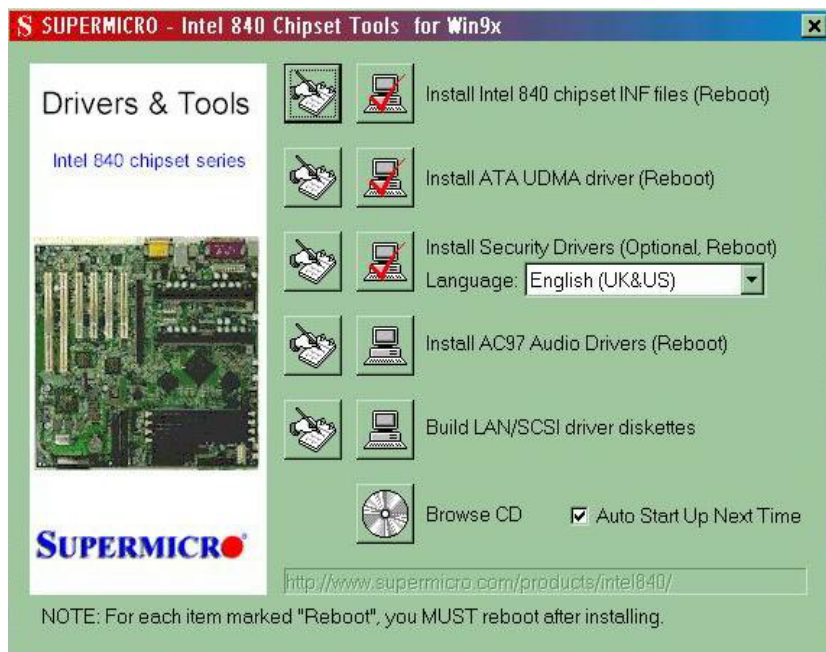 SUPERMICRO - Intel 840 Chipset Tools for Win9x
Drivers & Tools
Intel 840 chipset series
SUPERMICRO
Install Intel 840 chipset INF files (Reboot)
Install ATA UDMA driver (Reboot)
Install Security Drivers (Optional, Reboot)
Language: English (UK&US)
Install AC97 Audio Drivers (Reboot)
Build LAN/SCSI driver diskettes
Browse CD
Auto Start Up Next Time
http://www.supermicro.com/products/intel840/
NOTE: For each item marked "Reboot", you MUST reboot after installing.